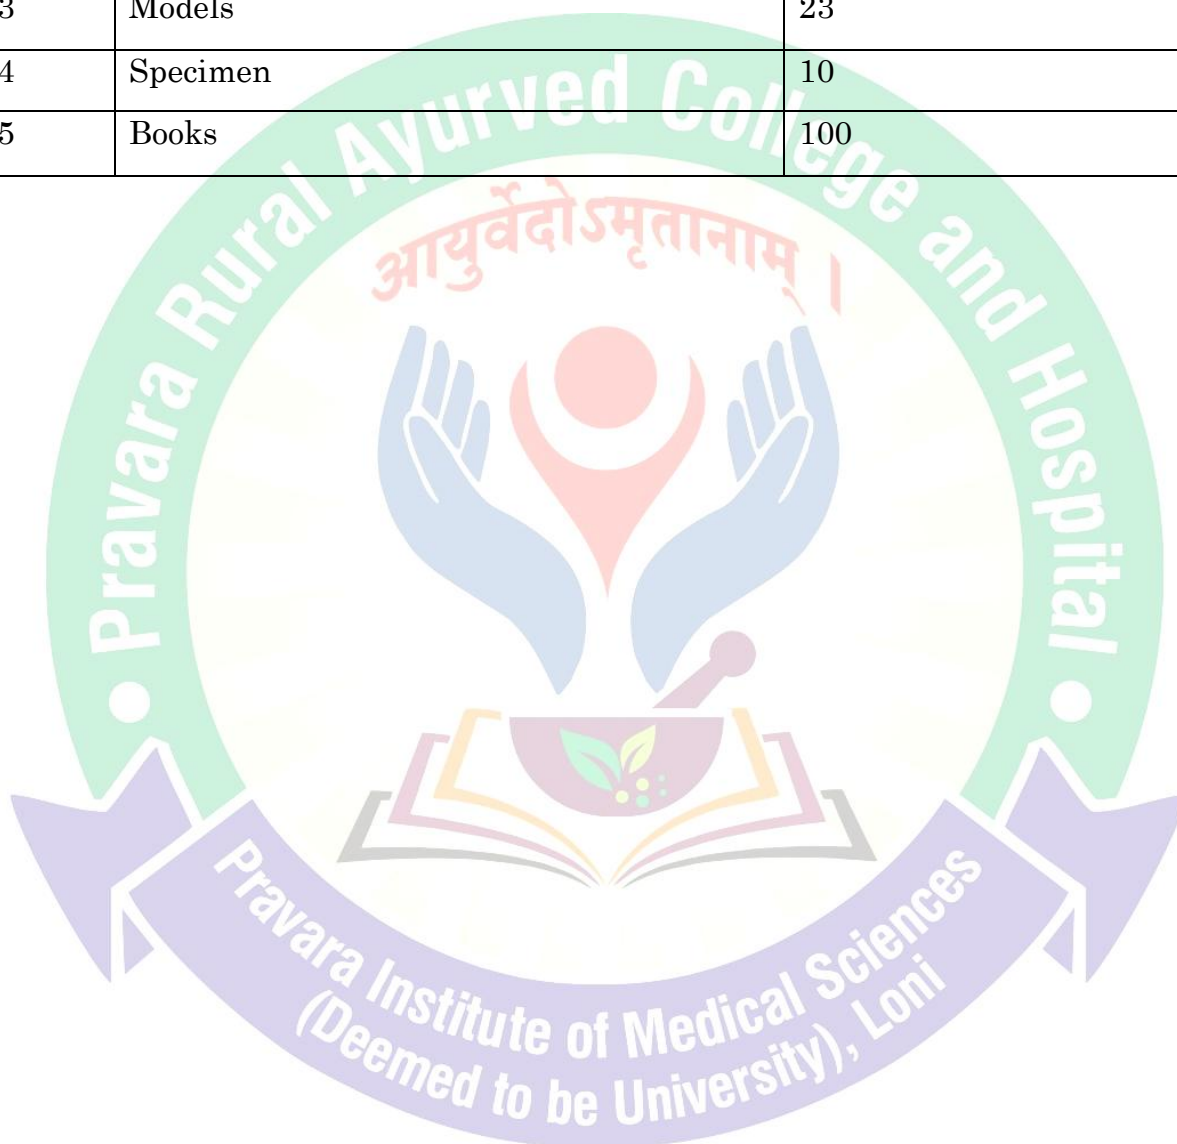 3 Models 23
4 Specimen 10
5 Books 100
Pravara Rural Ayurved College and Hospital
आयुर्वेदोऽमृतानाम् ।
Pravara Institute of Medical Sciences
(Deemed to be University), Loni